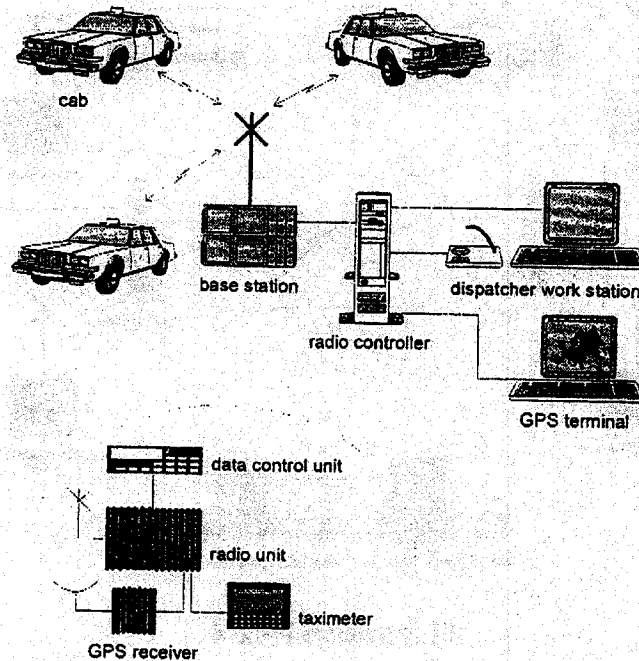 cab
base station
dispatcher work station
radio controller
GPS terminal
data control unit
radio unit
taximeter
GPS receiver